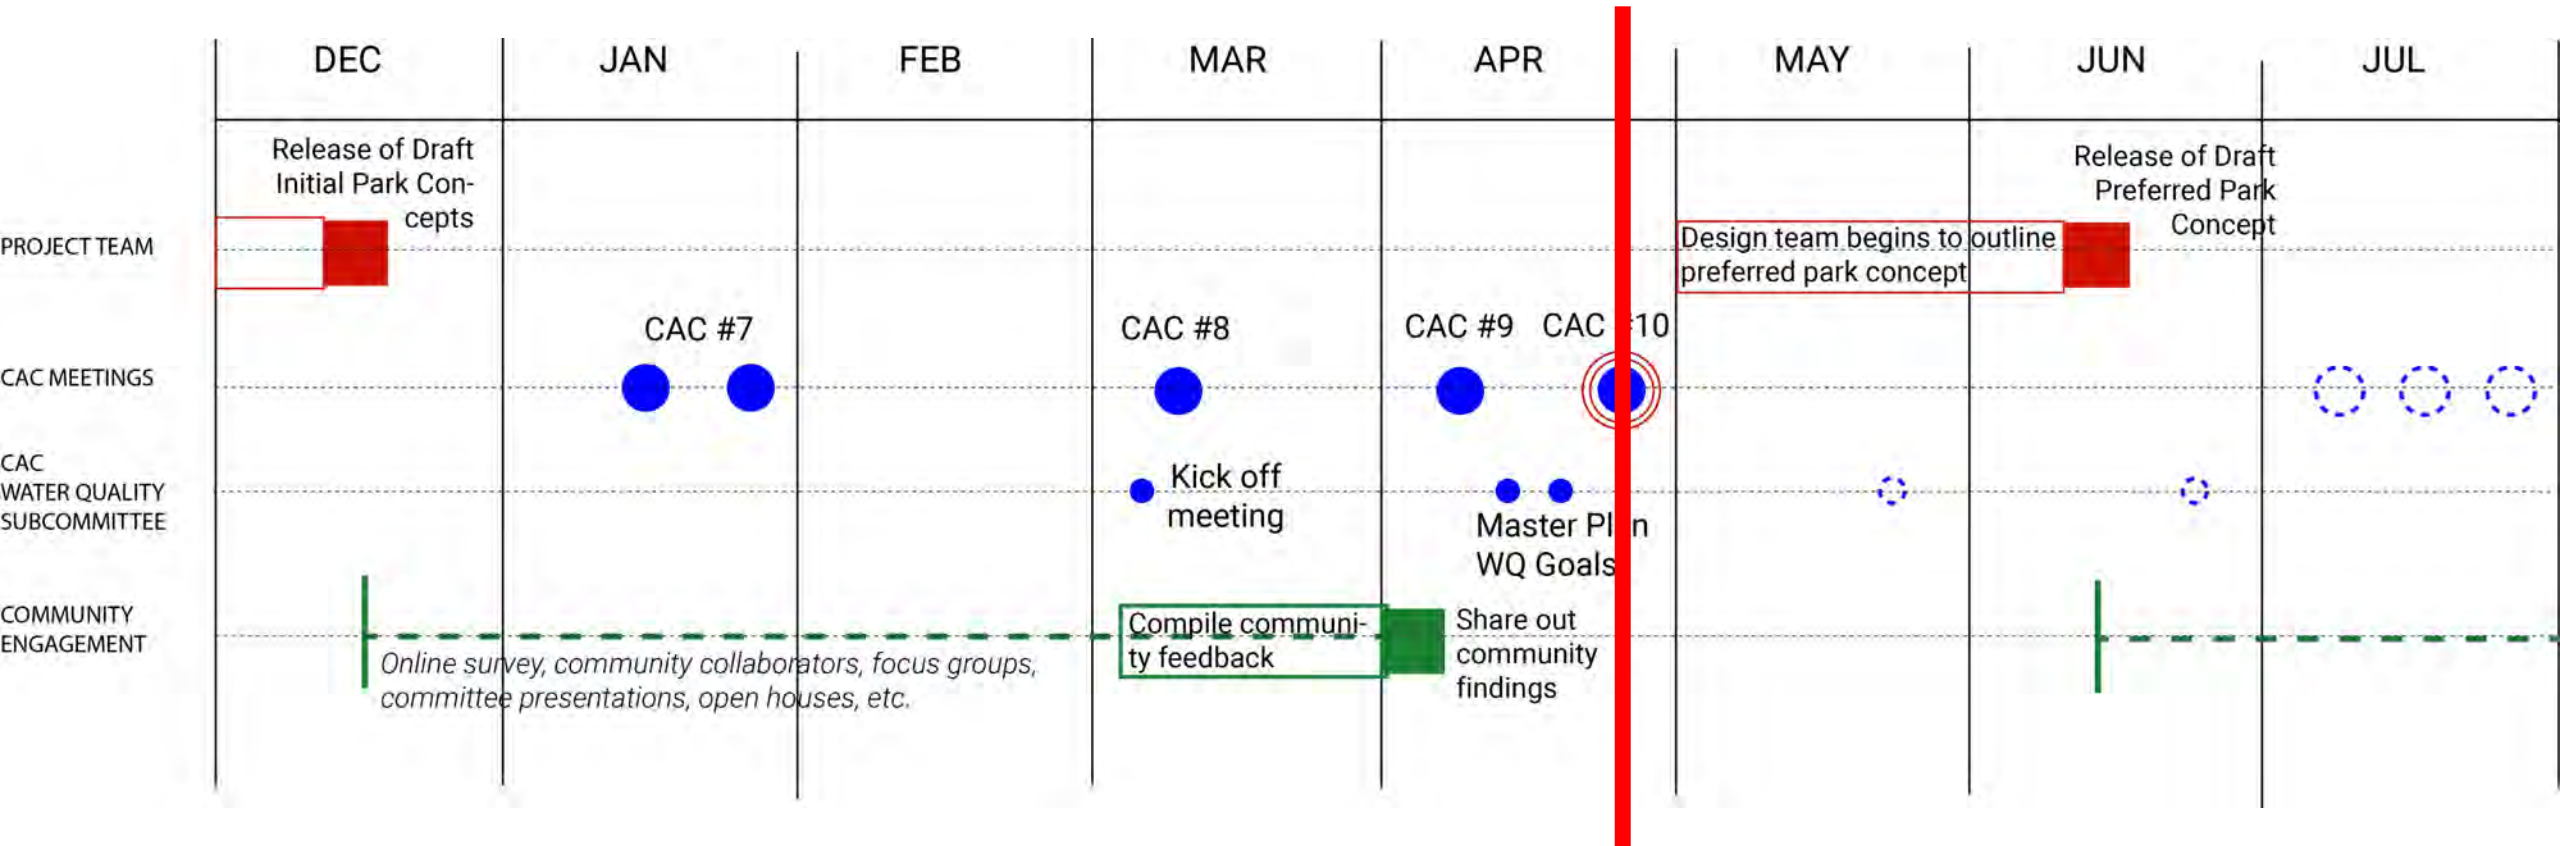 DEC JAN FEB MAR APR MAY JUN JUL
Release of Draft
Initial Park Con-
cepts
Release of Draft
Preferred Park
Concept
PROJECT TEAM
Design team begins to outline
preferred park concept
CAC #7 CAC #8 CAC #9 CAC #10
CAC MEETINGS
CAC
WATER QUALITY
SUBCOMMITTEE
Kick off
meeting
Master Plan
WQ Goals
COMMUNITY
ENGAGEMENT
Online survey, community collaborators, focus groups,
committee presentations, open houses, etc.
Compile communi-
ty feedback
Share out
community
findings